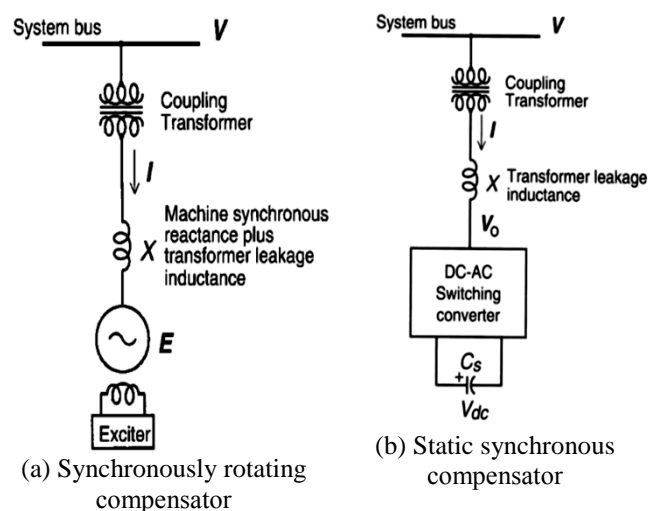 System bus
V
Coupling
Transformer
I
X
Machine synchronous
reactance plus
transformer leakage
inductance
E
Exciter
(a) Synchronously rotating
compensator
System bus
V
Coupling
Transformer
I
X
Transformer leakage
inductance
Vo
DC-AC
Switching
converter
Cs
+
Vdc
(b) Static synchronous
compensator